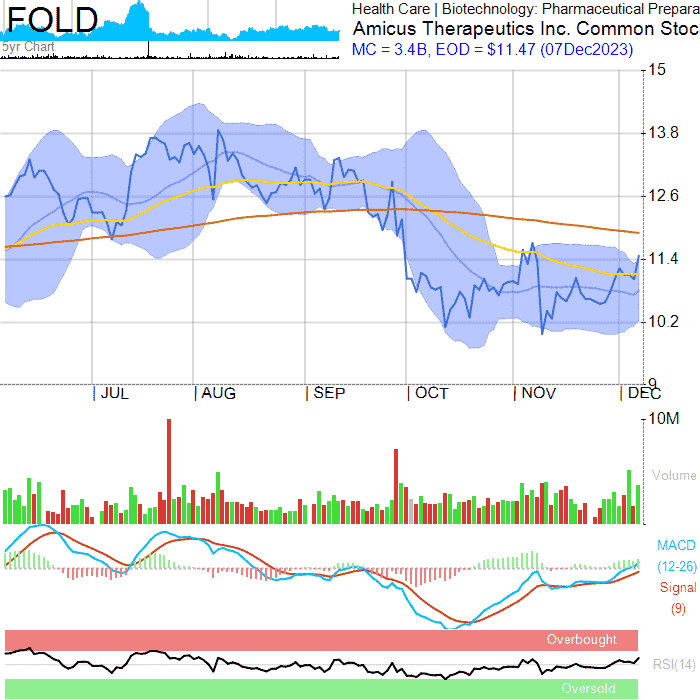 FOLD
5yr Chart
Health Care | Biotechnology: Pharmaceutical Prepara
Amicus Therapeutics Inc. Common Stoc
MC = 3.4B, EOD = $11.47 (07Dec2023)
15
13.8
12.6
11.4
10.2
9
JUL AUG SEP OCT NOV DEC
10M
Volume
MACD
(12-26)
Signal
(9)
Overbought
RSI(14)
Oversold